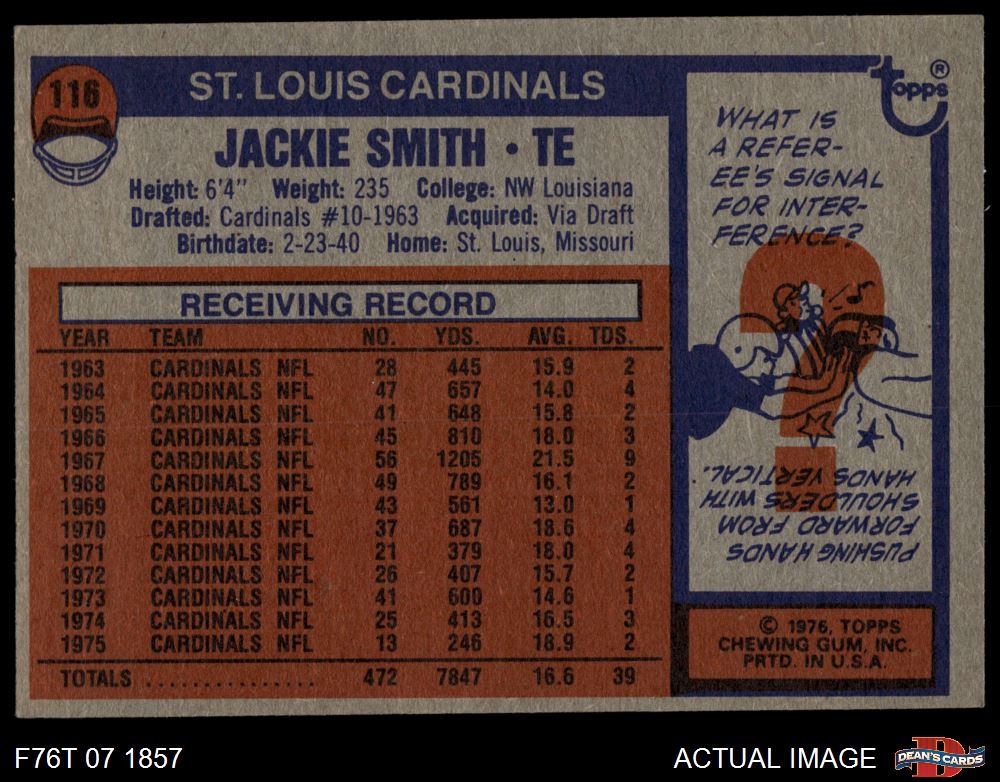 116
ST. LOUIS CARDINALS
JACKIE SMITH • TE
Height: 6'4" Weight: 235 College: NW Louisiana
Drafted: Cardinals #10-1963 Acquired: Via Draft
Birthdate: 2-23-40 Home: St. Louis, Missouri
RECEIVING RECORD
YEAR TEAM NO. YDS. AVG. TDS.
1963 CARDINALS NFL 28 445 15.9 2
1964 CARDINALS NFL 47 657 14.0 4
1965 CARDINALS NFL 41 648 15.8 2
1966 CARDINALS NFL 45 810 18.0 3
1967 CARDINALS NFL 56 1205 21.5 9
1968 CARDINALS NFL 49 789 16.1 2
1969 CARDINALS NFL 43 561 13.0 1
1970 CARDINALS NFL 37 687 18.6 4
1971 CARDINALS NFL 21 379 18.0 4
1972 CARDINALS NFL 26 407 15.7 2
1973 CARDINALS NFL 41 600 14.6 1
1974 CARDINALS NFL 25 413 16.5 3
1975 CARDINALS NFL 13 246 18.9 2
TOTALS ................ 472 7847 16.6 39
topps ®
WHAT IS
A REFER-
EE'S SIGNAL
FOR INTER-
FERENCE?
PUSHING HANDS
FORWARD FROM
SHOULDERS WITH
HANDS VERTICAL.
© 1976, TOPPS
CHEWING GUM, INC.
PRTD. IN U.S.A.
F76T 07 1857
ACTUAL IMAGE
D
DEAN'S CARDS